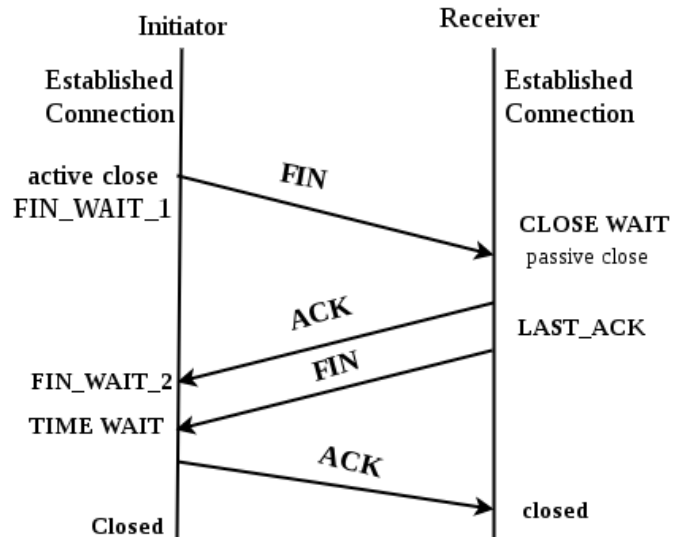 Initiator
Receiver
Established
Connection
Established
Connection
active close
FIN_WAIT_1
FIN
CLOSE WAIT
passive close
ACK
LAST_ACK
FIN
FIN_WAIT_2
TIME WAIT
ACK
closed
Closed